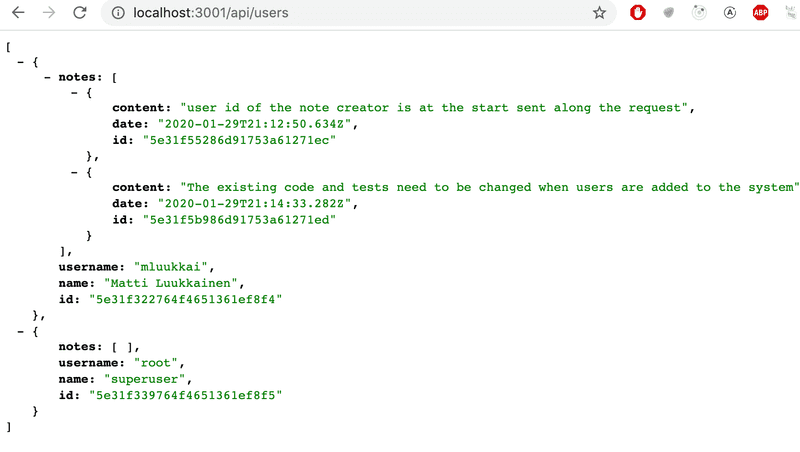 localhost:3001/api/users
ABP
[
- {
- notes: [
- {
content: "user id of the note creator is at the start sent along the request",
date: "2020-01-29T21:12:50.634Z",
id: "5e31f55286d91753a61271ec"
},
- {
content: "The existing code and tests need to be changed when users are added to the system"
date: "2020-01-29T21:14:33.282Z",
id: "5e31f5b986d91753a61271ed"
}
],
username: "mluukkai",
name: "Matti Luukkainen",
id: "5e31f322764f4651361ef8f4"
},
- {
notes: [ ],
username: "root",
name: "superuser",
id: "5e31f339764f4651361ef8f5"
}
]